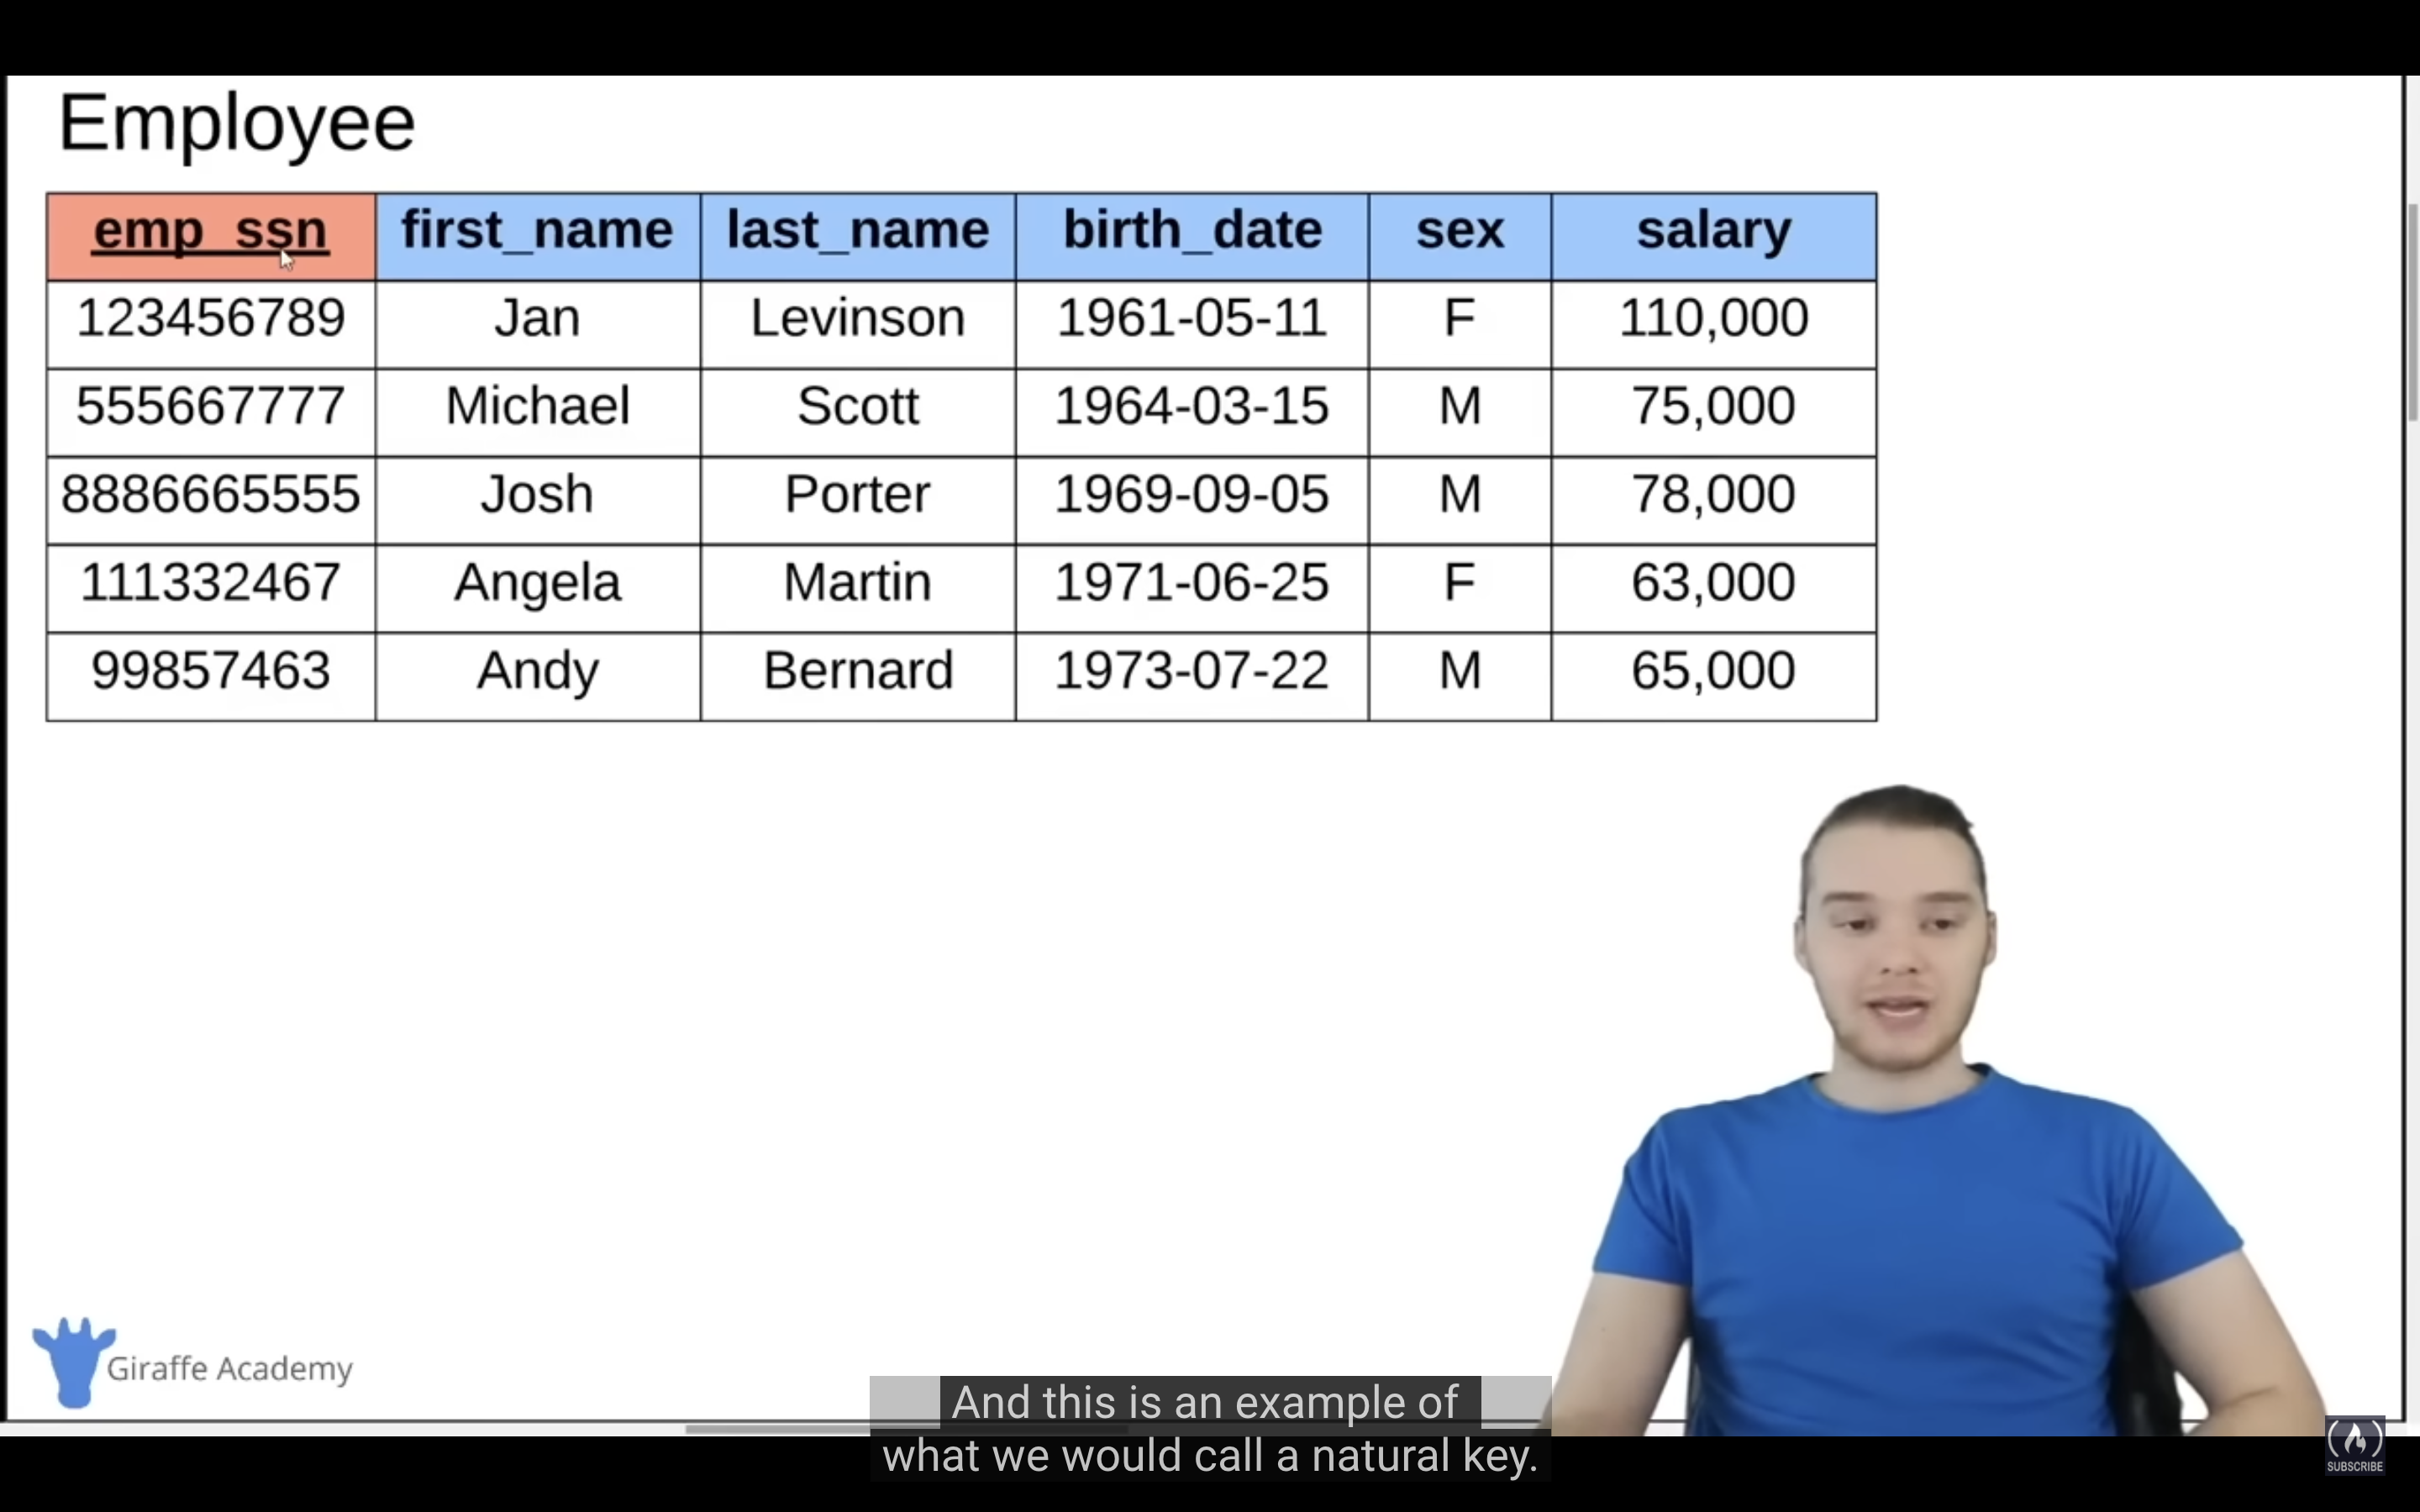 Employee
emp_ssn first_name last_name birth_date sex salary
123456789 Jan Levinson 1961-05-11 F 110,000
555667777 Michael Scott 1964-03-15 M 75,000
8886665555 Josh Porter 1969-09-05 M 78,000
111332467 Angela Martin 1971-06-25 F 63,000
99857463 Andy Bernard 1973-07-22 M 65,000
Giraffe Academy
And this is an example of
what we would call a natural key.
SUBSCRIBE